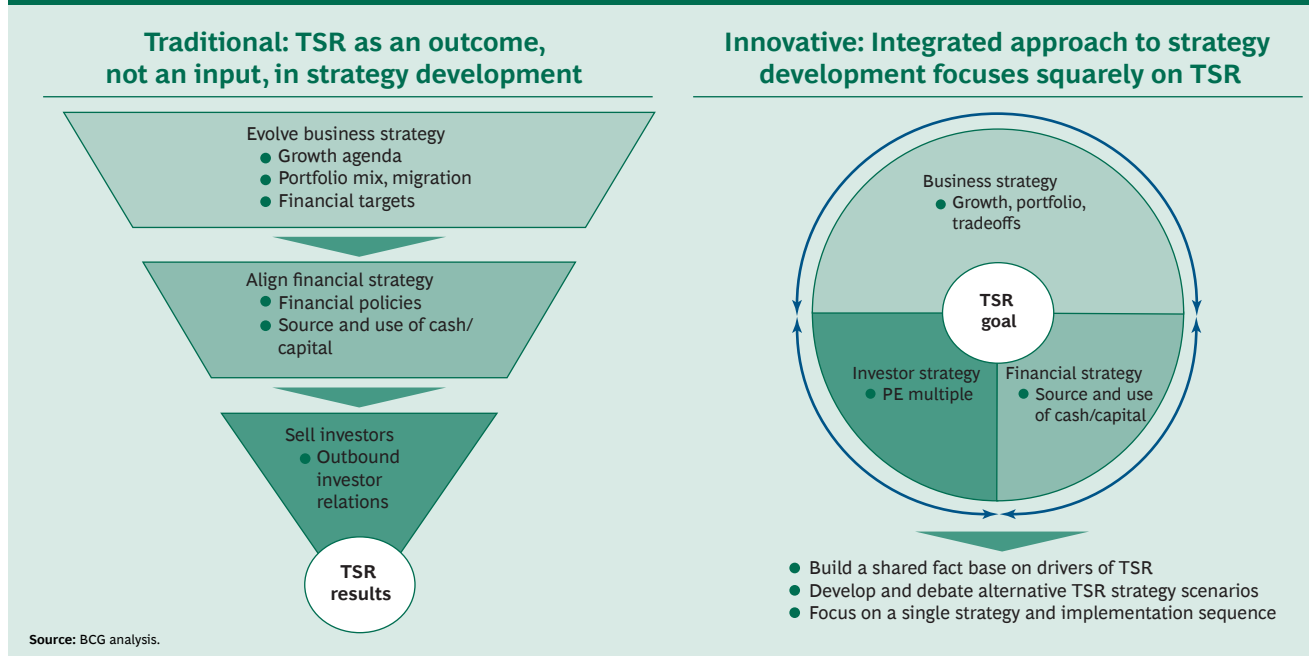 Traditional: TSR as an outcome,
not an input, in strategy development
Evolve business strategy
● Growth agenda
● Portfolio mix, migration
● Financial targets
Align financial strategy
● Financial policies
● Source and use of cash/
capital
Sell investors
● Outbound
investor
relations
TSR
results
Innovative: Integrated approach to strategy
development focuses squarely on TSR
Business strategy
● Growth, portfolio,
tradeoffs
TSR
goal
Investor strategy
● PE multiple
Financial strategy
● Source and use
of cash/capital
● Build a shared fact base on drivers of TSR
● Develop and debate alternative TSR strategy scenarios
● Focus on a single strategy and implementation sequence
Source: BCG analysis.